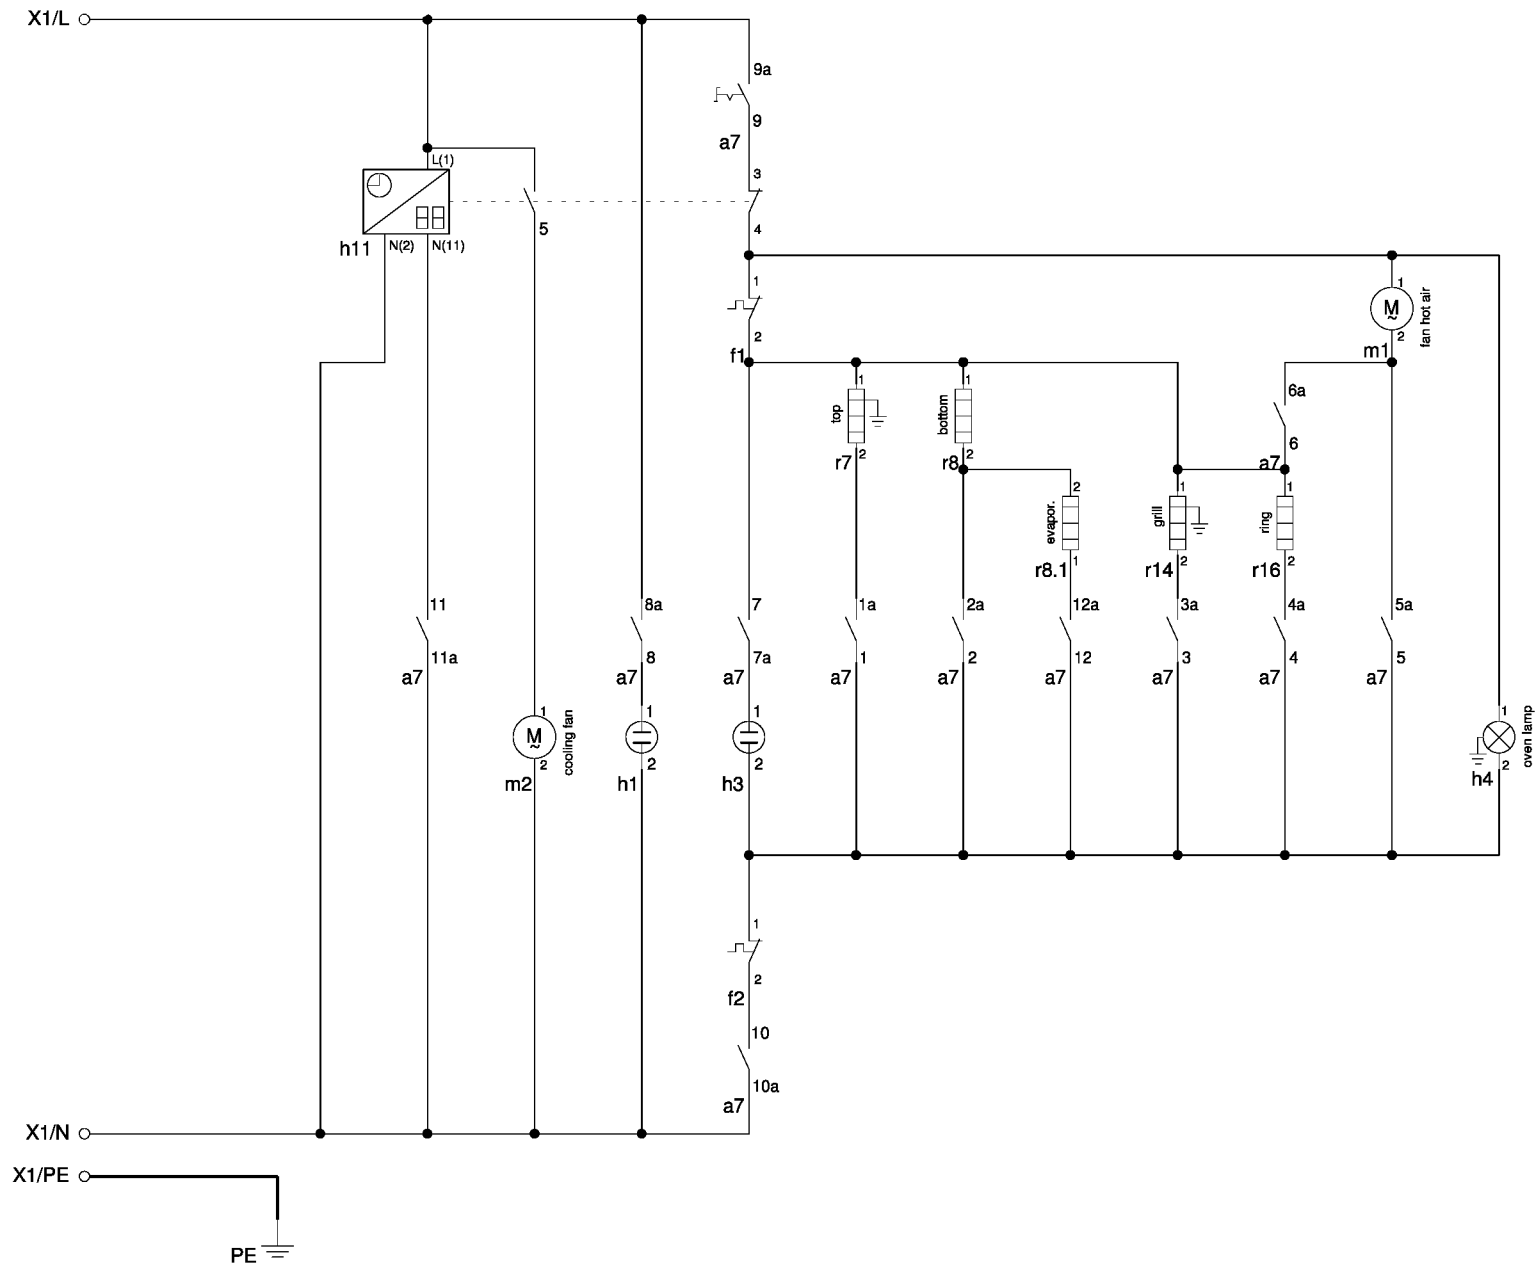 X1/L
9a
9
a7
L(1)
3
h11
N(2)
N(11)
5
4
1
2
f1
1
M
~
2
m1
fan hot air
6a
6
a7
1
top
r7
2
1
bottom
r8
2
2
evapor.
r8.1
1
1
grill
r14
2
1
ring
r16
2
11
11a
a7
8a
8
a7
7
7a
a7
1a
1
a7
2a
2
a7
12a
12
a7
3a
3
a7
4a
4
a7
5a
5
a7
1
M
~
2
m2
cooling fan
1
2
h1
1
2
h3
1
2
h4
oven lamp
1
2
f2
10
10a
a7
X1/N
X1/PE
PE